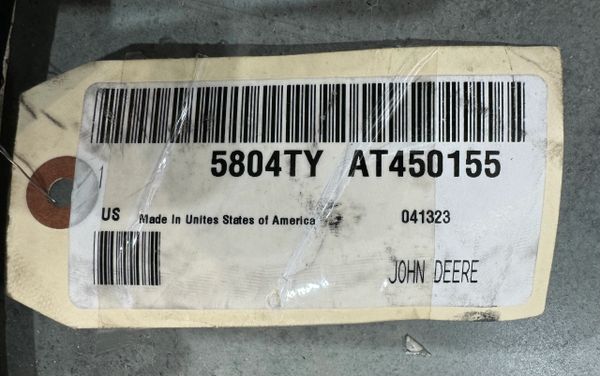 5804TY AT450155
1
US Made In Unites States of America 041323
JOHN DEERE